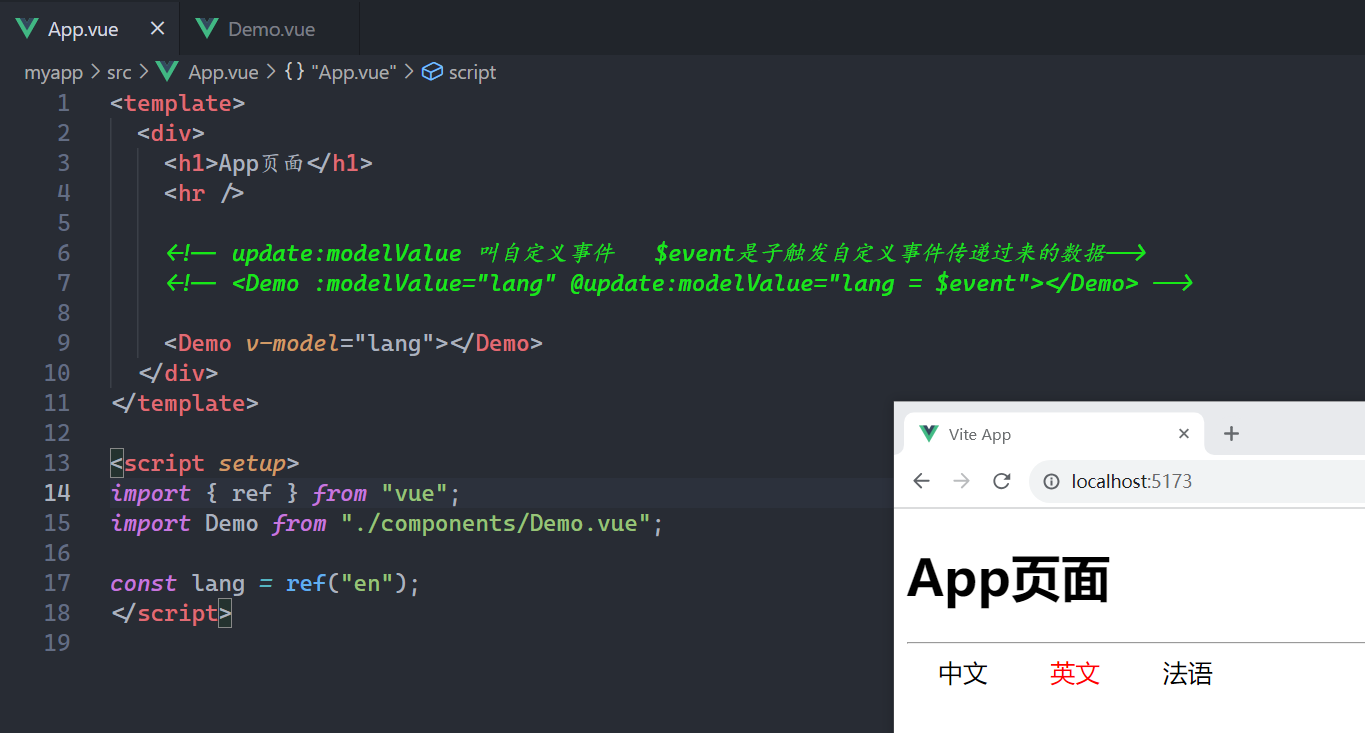 App.vue Demo.vue
myapp > src > App.vue > {} "App.vue" > script
1 <template>
2 <div>
3 <h1>App页面</h1>
4 <hr />
5
6 <!-- update:modelValue 叫自定义事件 $event是子触发自定义事件传递过来的数据-->
7 <!-- <Demo :modelValue="lang" @update:modelValue="lang = $event"></Demo> -->
8
9 <Demo v-model="lang"></Demo>
10 </div>
11 </template>
12
13 <script setup>
14 import { ref } from "vue";
15 import Demo from "./components/Demo.vue";
16
17 const lang = ref("en");
18 </script>
19
Vite App
localhost:5173
App页面
中文 英文 法语